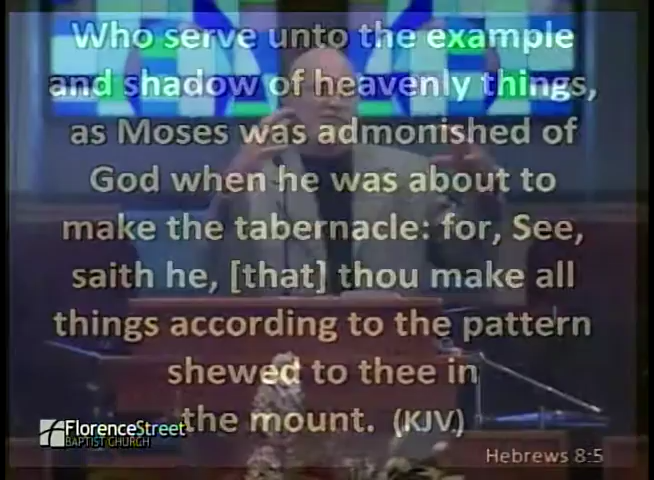 Who serve unto the example
and shadow of heavenly things,
as Moses was admonished of
God when he was about to
make the tabernacle: for, See,
saith he, [that] thou make all
things according to the pattern
shewed to thee in
the mount. (KJV)
FlorenceStreet
BAPTIST CHURCH
Hebrews 8:5